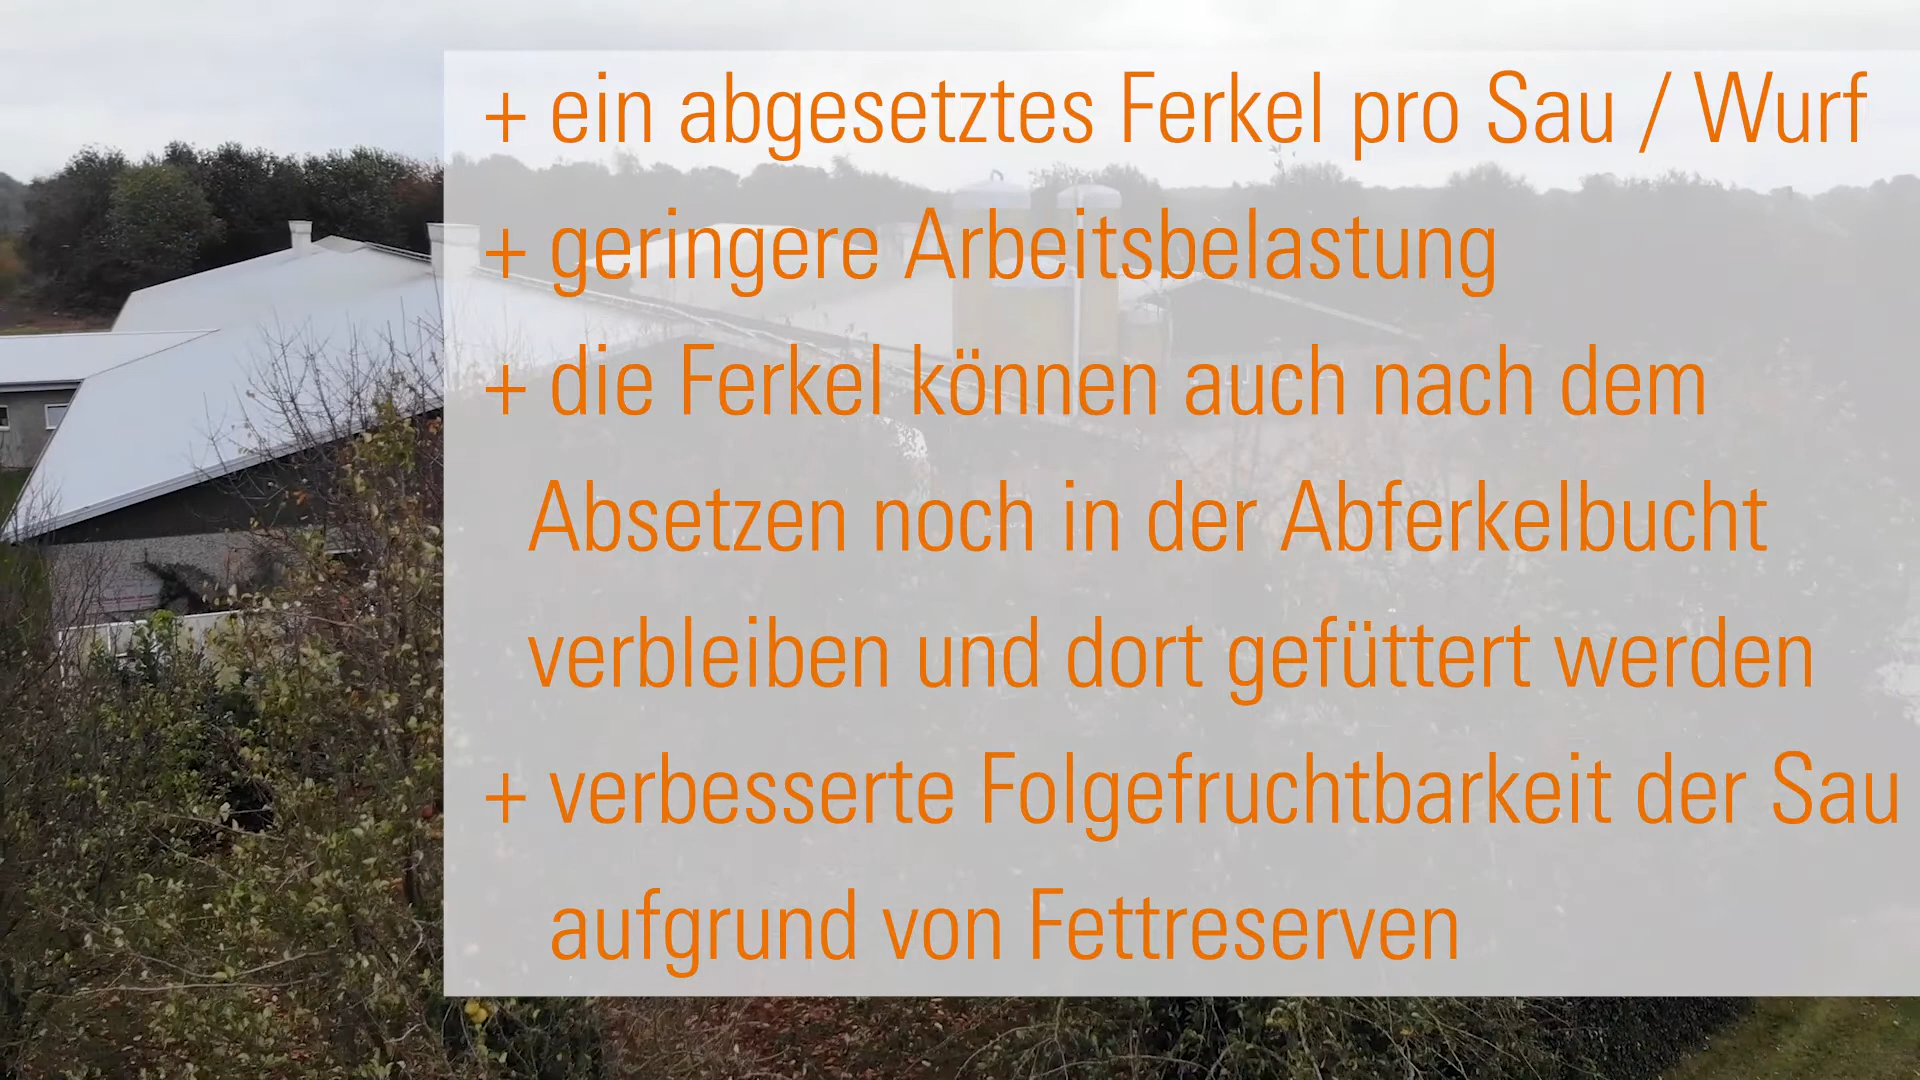 + ein abgesetztes Ferkel pro Sau / Wurf
+ geringere Arbeitsbelastung
+ die Ferkel können auch nach dem
Absetzen noch in der Abferkelbucht
verbleiben und dort gefüttert werden
+ verbesserte Folgefruchtbarkeit der Sau
aufgrund von Fettreserven